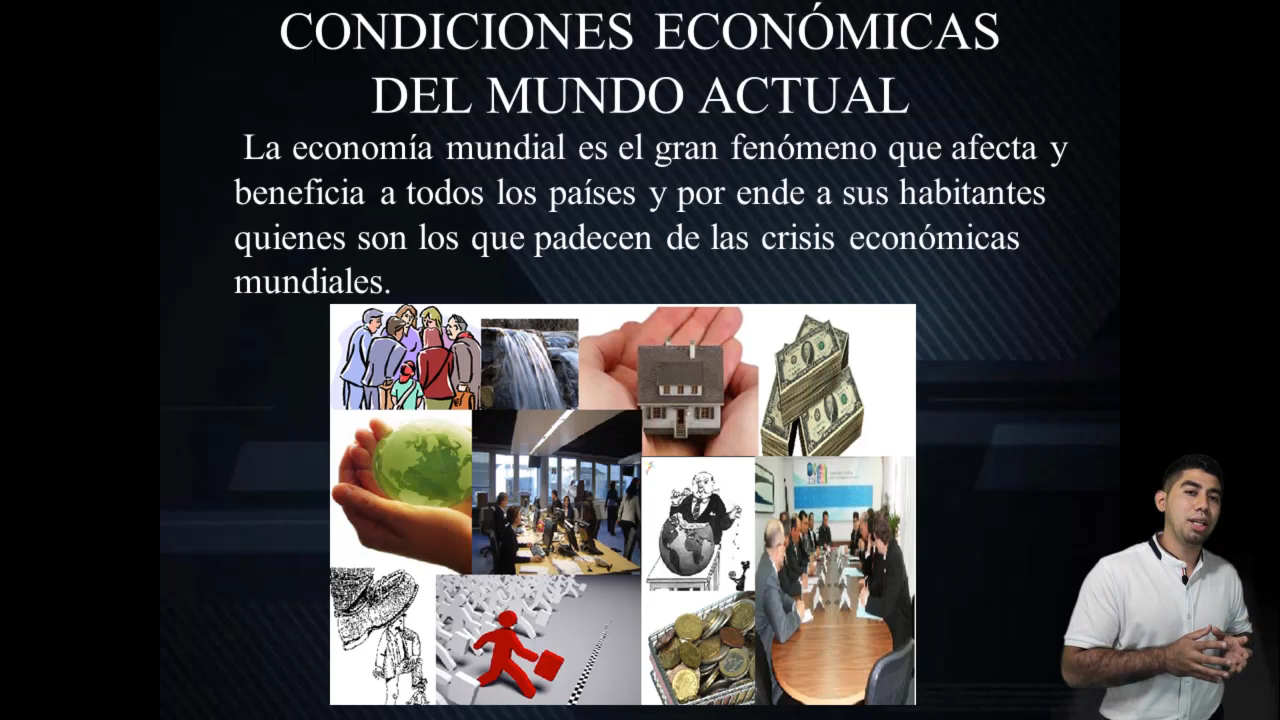 CONDICIONES ECONÓMICAS
DEL MUNDO ACTUAL
La economía mundial es el gran fenómeno que afecta y
beneficia a todos los países y por ende a sus habitantes
quienes son los que padecen de las crisis económicas
mundiales.